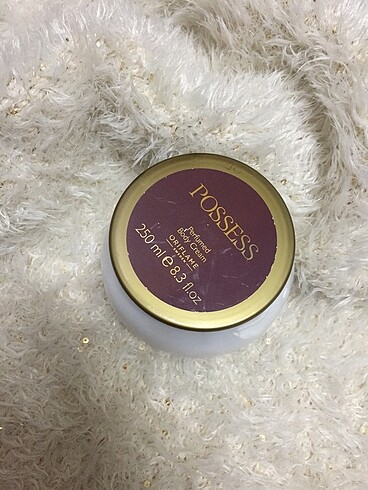 POSSESS
Perfumed
Body Cream
ORIFLAME
250 ml e 8.3 fl.oz